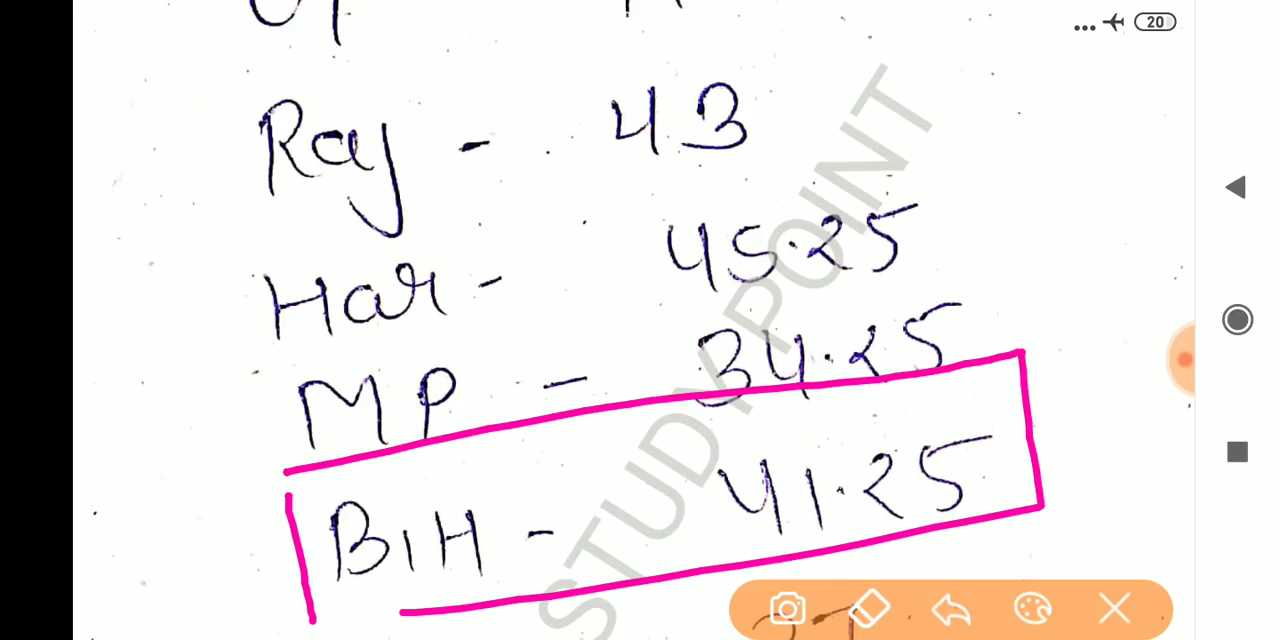 20
Raj - 43
Har - 45.25
MP - 34.25
BIH - 41.25
STUDY POINT